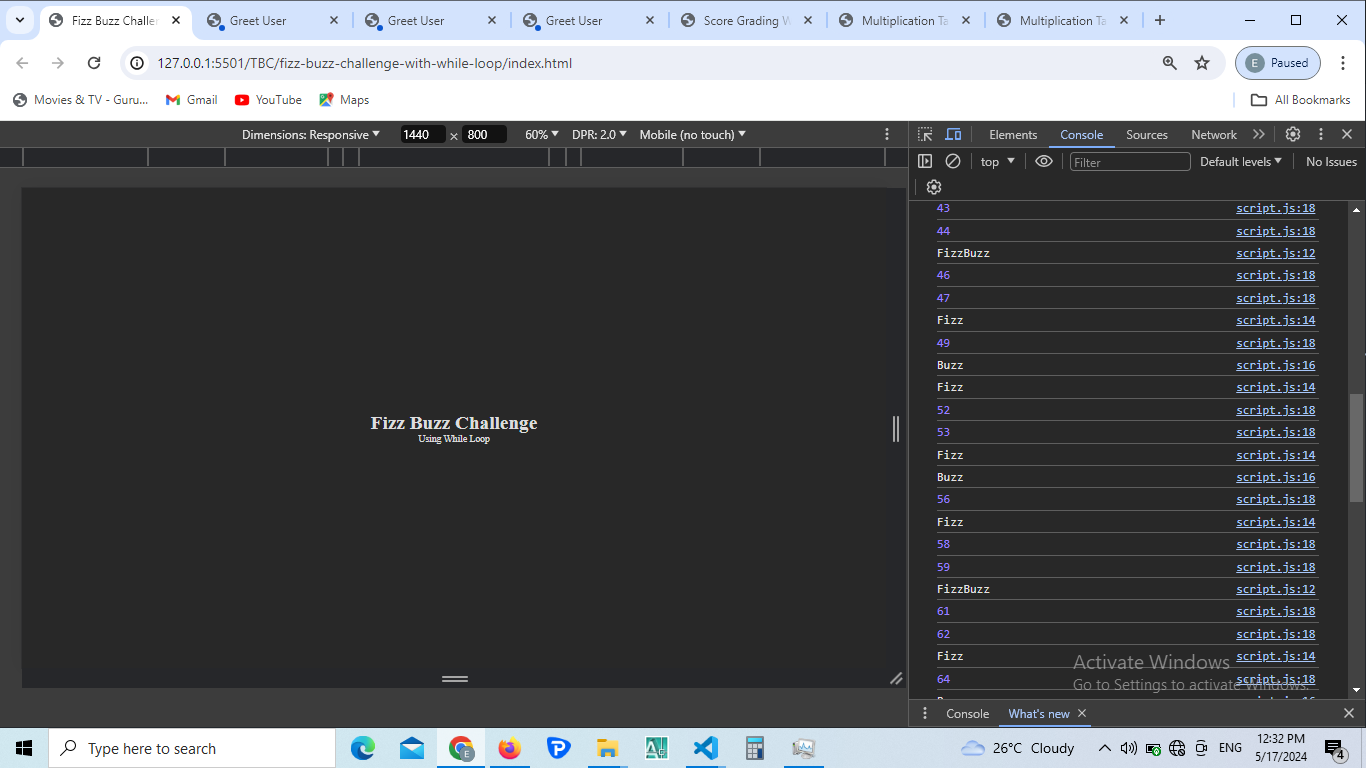 Fizz Buzz Challen
Greet User
Greet User
Greet User
Score Grading W
Multiplication Ta
Multiplication Ta
127.0.0.1:5501/TBC/fizz-buzz-challenge-with-while-loop/index.html
E Paused
Movies & TV - Guru...
Gmail
YouTube
Maps
All Bookmarks
Dimensions: Responsive
1440 × 800
60%
DPR: 2.0
Mobile (no touch)
Elements
Console
Sources
Network
top
Filter
Default levels
No Issues
Fizz Buzz Challenge
Using While Loop
43 script.js:18
44 script.js:18
FizzBuzz script.js:12
46 script.js:18
47 script.js:18
Fizz script.js:14
49 script.js:18
Buzz script.js:16
Fizz script.js:14
52 script.js:18
53 script.js:18
Fizz script.js:14
Buzz script.js:16
56 script.js:18
Fizz script.js:14
58 script.js:18
59 script.js:18
FizzBuzz script.js:12
61 script.js:18
62 script.js:18
Fizz script.js:14
64 script.js:18
Activate Windows
Go to Settings to activate Windows.
Console
What's new
Type here to search
26°C Cloudy
ENG
12:32 PM
5/17/2024
4